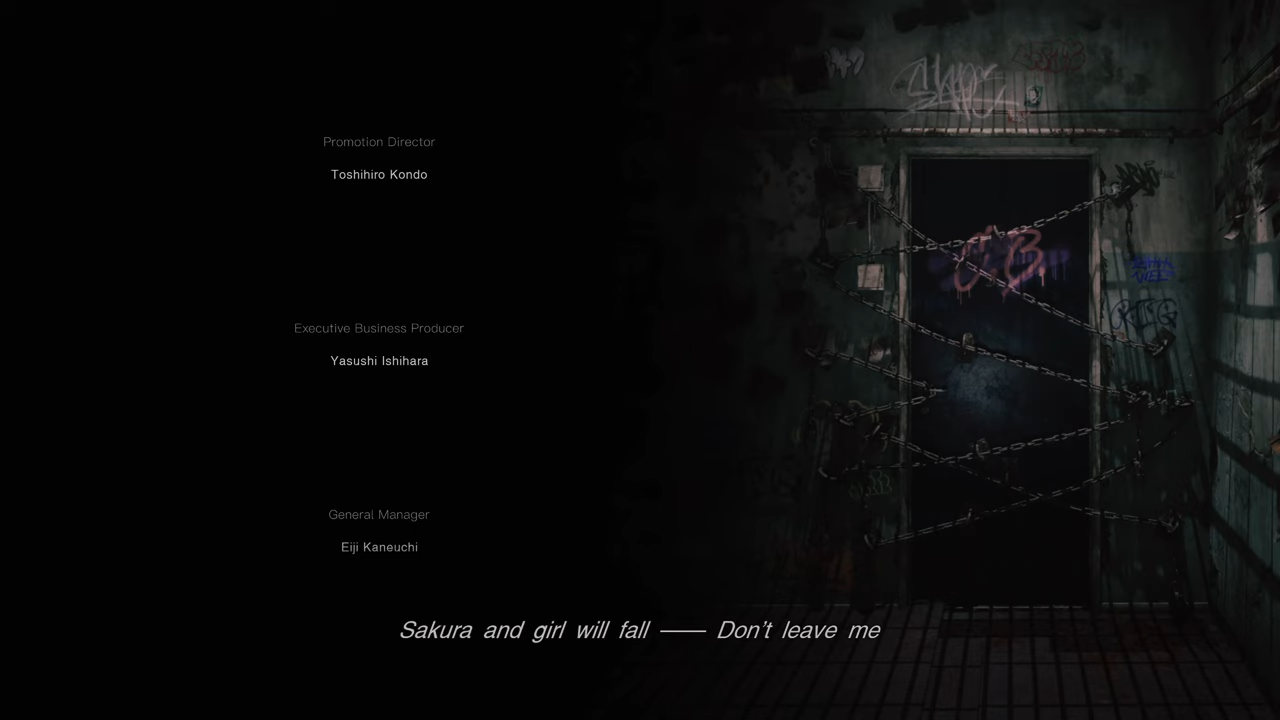 Promotion Director
Toshihiro Kondo
Executive Business Producer
Yasushi Ishihara
General Manager
Eiji Kaneuchi
C.B.
Sakura and girl will fall —— Don't leave me